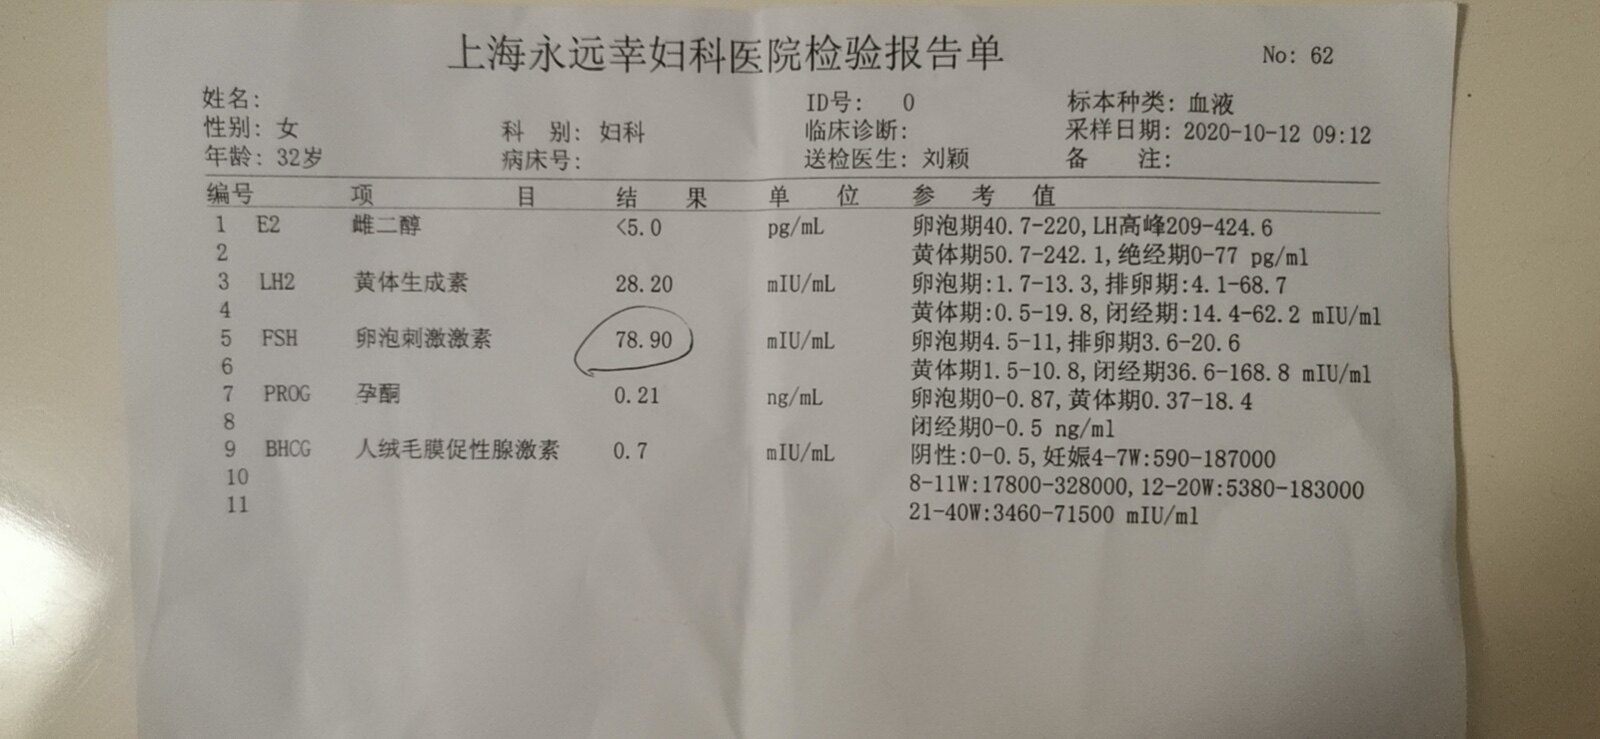 上海永远幸妇科医院检验报告单 No: 62
姓名: ID号: 0 标本种类: 血液
性别: 女 科 别: 妇科 临床诊断: 采样日期: 2020-10-12 09:12
年龄: 32岁 病床号: 送检医生: 刘颖 备 注:
编号 项 目 结 果 单 位 参 考 值
1 E2 雌二醇 <5.0 pg/mL 卵泡期40.7-220,LH高峰209-424.6
2 黄体期50.7-242.1,绝经期0-77 pg/ml
3 LH2 黄体生成素 28.20 mIU/mL 卵泡期:1.7-13.3,排卵期:4.1-68.7
4 黄体期:0.5-19.8,闭经期:14.4-62.2 mIU/ml
5 FSH 卵泡刺激激素 78.90 mIU/mL 卵泡期4.5-11,排卵期3.6-20.6
6 黄体期1.5-10.8,闭经期36.6-168.8 mIU/ml
7 PROG 孕酮 0.21 ng/mL 卵泡期0-0.87,黄体期0.37-18.4
8 闭经期0-0.5 ng/ml
9 BHCG 人绒毛膜促性腺激素 0.7 mIU/mL 阴性:0-0.5,妊娠4-7W:590-187000
10 8-11W:17800-328000,12-20W:5380-183000
11 21-40W:3460-71500 mIU/ml